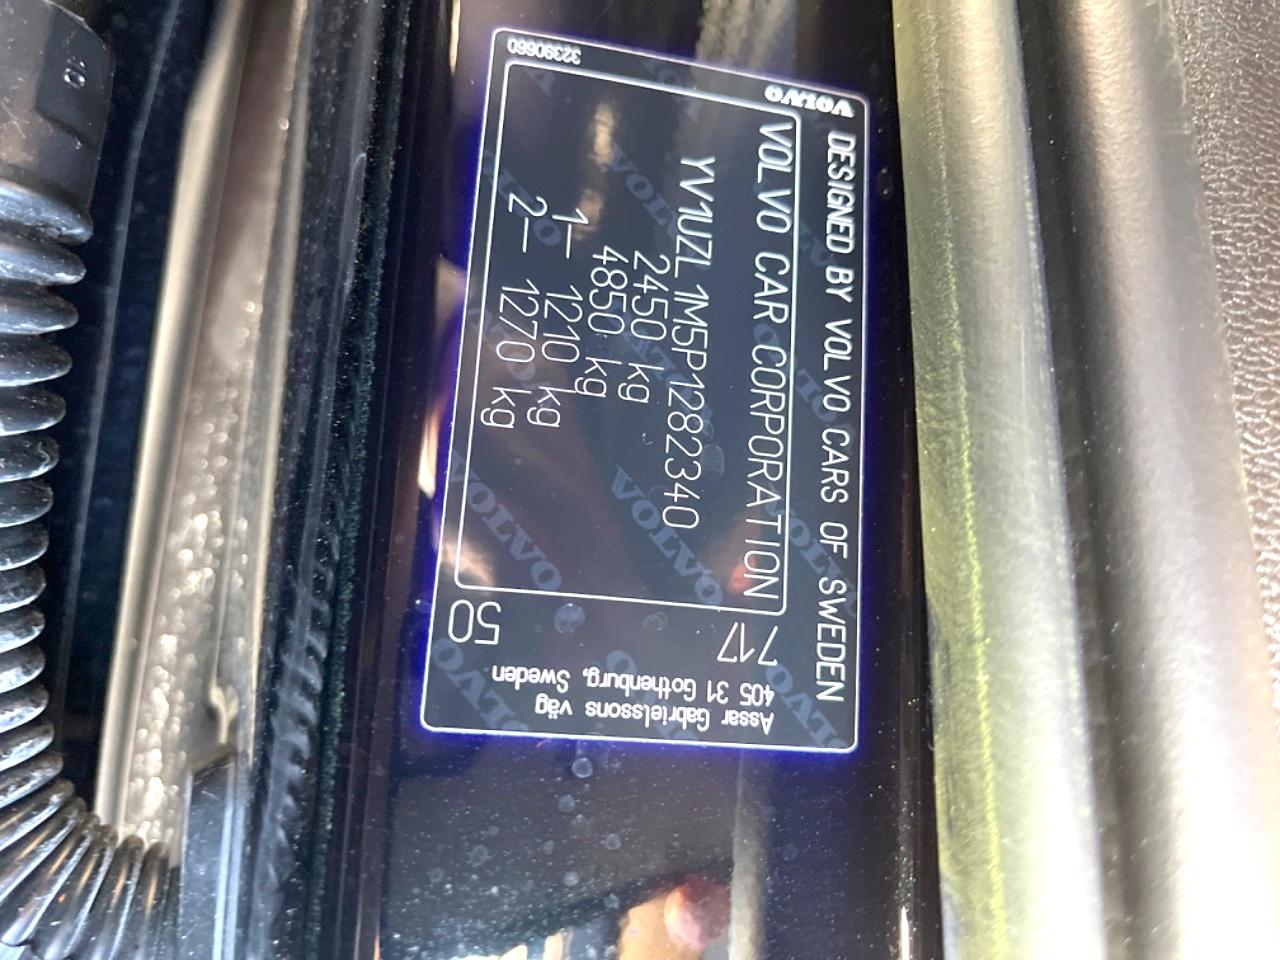 DESIGNED BY VOLVO CARS OF SWEDEN
VOLVO CAR CORPORATION
YV1UZL1M5P1282340
2450 kg
4850 kg
1— 1210 kg
2— 1270 kg
VOLVO
32390660
717
50
Assar Gabrielssons väg
405 31 Gothenburg, Sweden
10